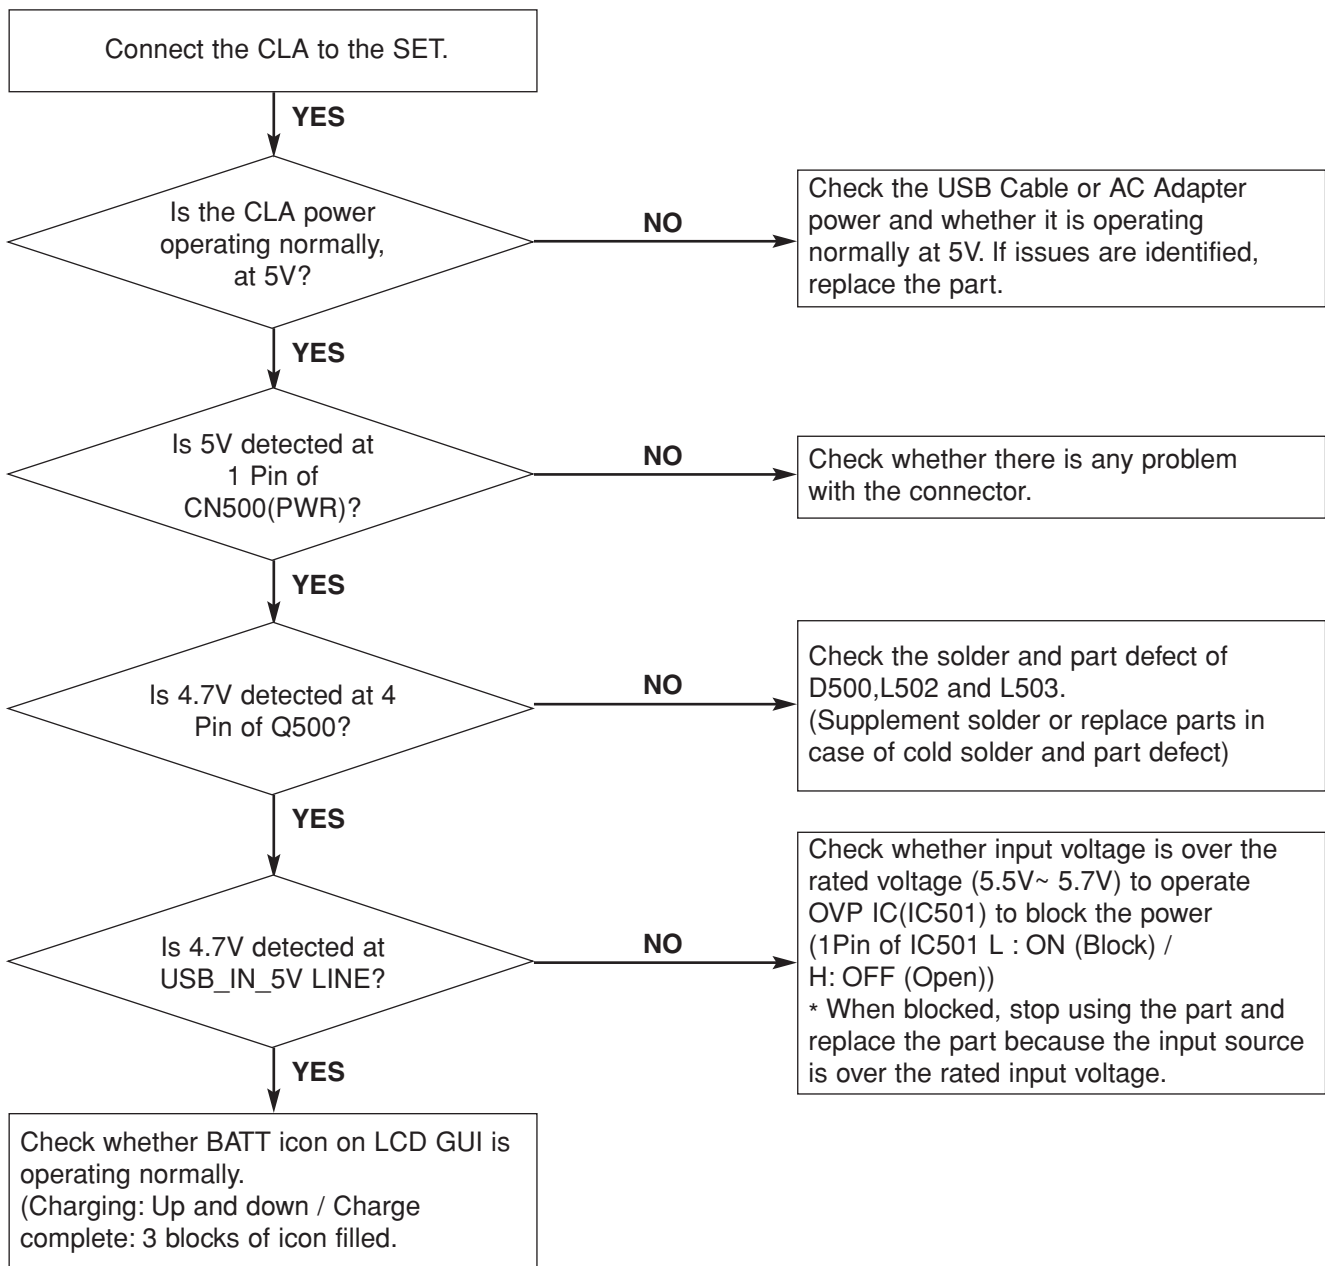 Connect the CLA to the SET.
YES
Is the CLA power
operating normally,
at 5V?
NO
Check the USB Cable or AC Adapter
power and whether it is operating
normally at 5V. If issues are identified,
replace the part.
YES
Is 5V detected at
1 Pin of
CN500(PWR)?
NO
Check whether there is any problem
with the connector.
YES
Is 4.7V detected at 4
Pin of Q500?
NO
Check the solder and part defect of
D500,L502 and L503.
(Supplement solder or replace parts in
case of cold solder and part defect)
YES
Is 4.7V detected at
USB_IN_5V LINE?
NO
Check whether input voltage is over the
rated voltage (5.5V~ 5.7V) to operate
OVP IC(IC501) to block the power
(1Pin of IC501 L : ON (Block) /
H: OFF (Open))
* When blocked, stop using the part and
replace the part because the input source
is over the rated input voltage.
YES
Check whether BATT icon on LCD GUI is
operating normally.
(Charging: Up and down / Charge
complete: 3 blocks of icon filled.